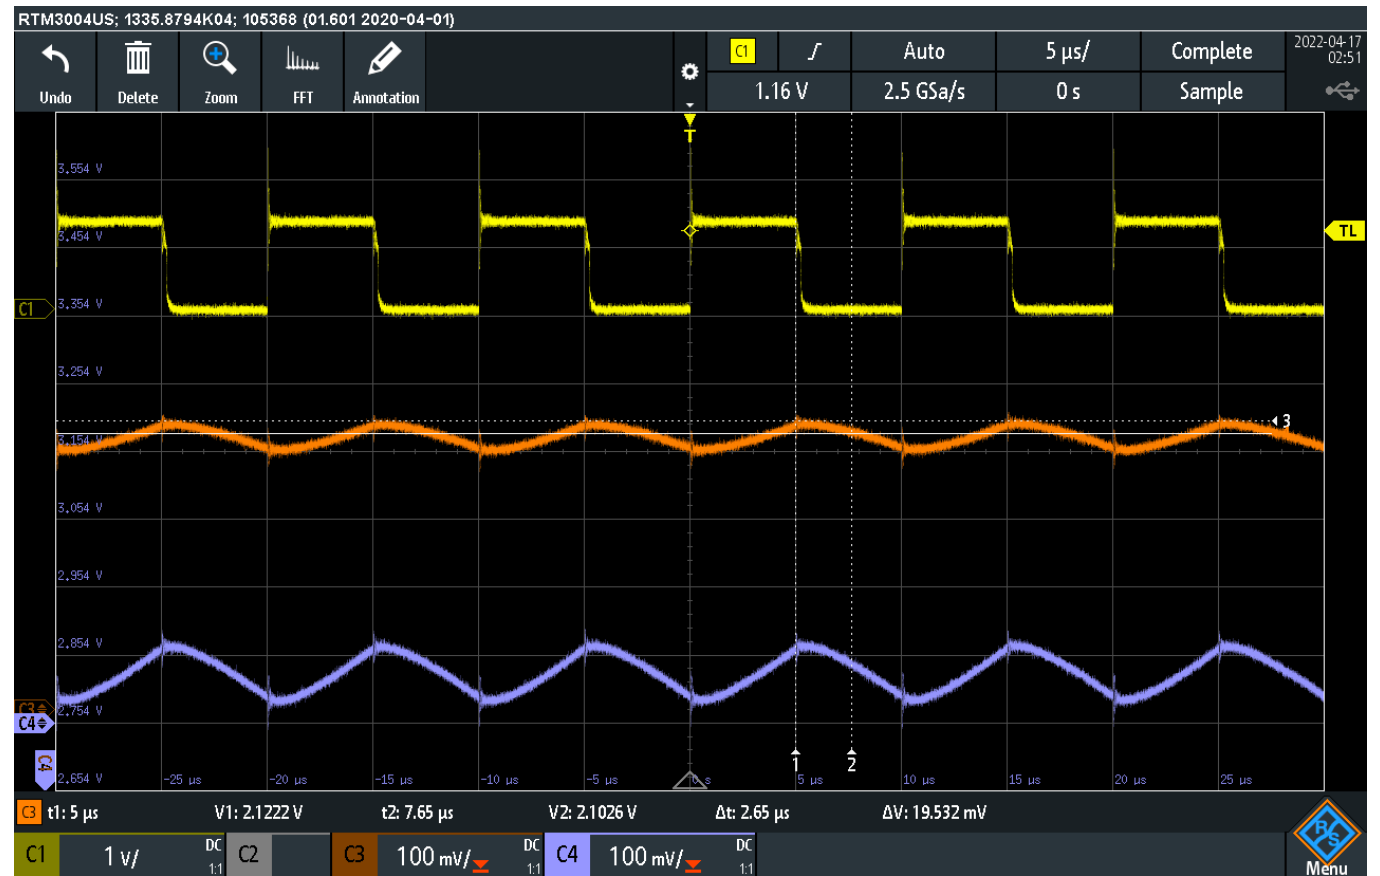 RTM3004US; 1335.8794K04; 105368 (01.601 2020-04-01)
Undo
Delete
Zoom
FFT
Annotation
C1
Auto
5 µs/
Complete
2022-04-17
02:51
1.16 V
2.5 GSa/s
0 s
Sample
T
3.554 V
3.454 V
TL
C1
3.354 V
3.254 V
3
3.154 V
3.054 V
2.954 V
2.854 V
C3
2.754 V
C4
1
2
C4
2.654 V
-25 µs
-20 µs
-15 µs
-10 µs
-5 µs
0 s
5 µs
10 µs
15 µs
20 µs
25 µs
C3 t1: 5 µs V1: 2.1222 V t2: 7.65 µs V2: 2.1026 V Δt: 2.65 µs ΔV: 19.532 mV
R&S
C1 1 V/ DC 1:1
C2
C3 100 mV/ DC 1:1
C4 100 mV/ DC 1:1
Menu